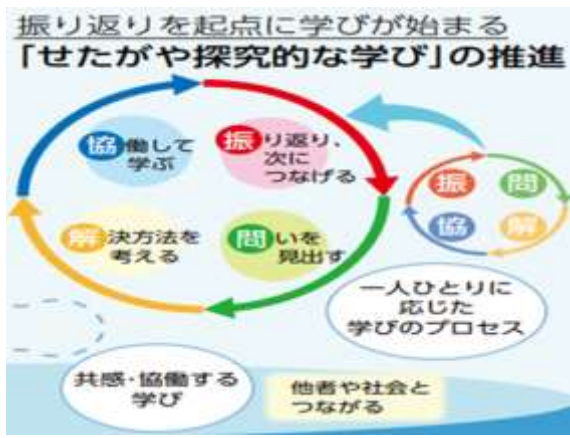 振り返りを起点に学びが始まる
「せたがや探究的な学び」の推進
協働して
学ぶ
振り返り、
次に
つなげる
解決方法を
考える
問いを
見出す
振
問
協
解
一人ひとりに
応じた
学びのプロセス
共感・協働する
学び
他者や社会と
つながる